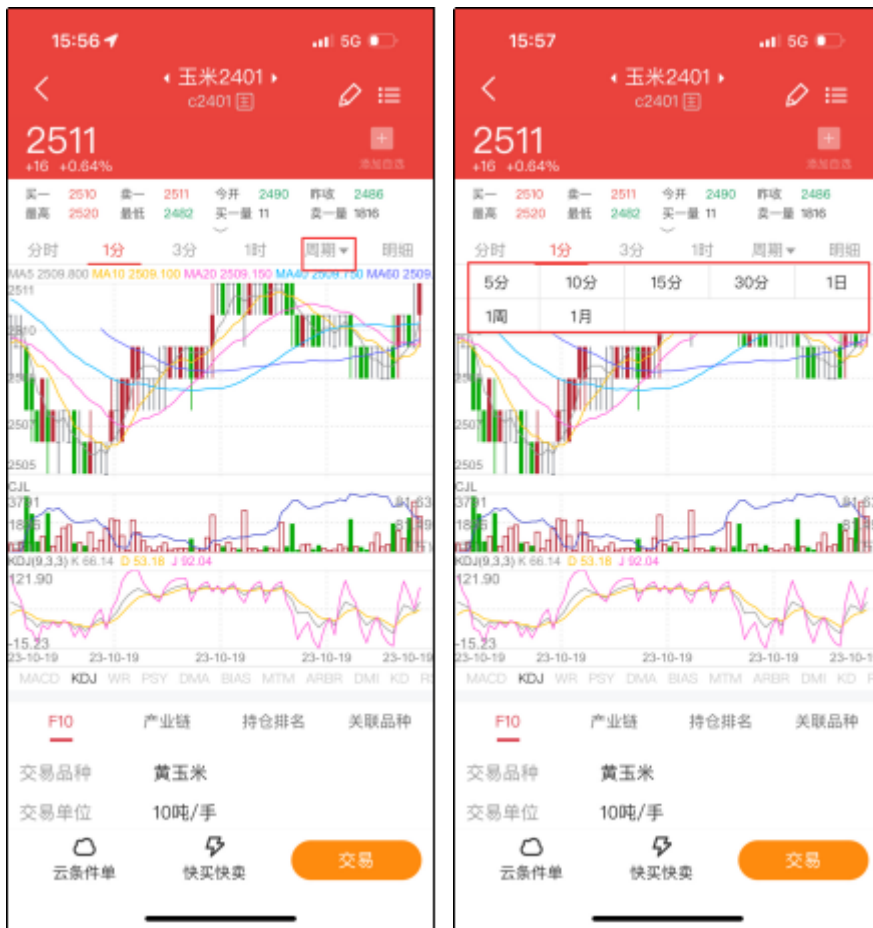 15:56
5G
玉米2401
c2401 主
2511
+16 +0.64%
添加自选
买一 2510 卖一 2511 今开 2490 昨收 2486
最高 2520 最低 2482 买一量 11 卖一量 1816
分时 1分 3分 1时 周期 明细
MA5 2509.800 MA10 2509.100 MA20 2509.150 MA40 2509.150 MA60 2509.
2511
2507
2505
CJL
3791
KDJ(9,3,3) K 66.14 D 53.18 J 92.04
121.90
-15.23
23-10-19 23-10-19 23-10-19 23-10-19 23-10-19
MACD KDJ WR PSY DMA BIAS MTM ARBR DMI KD
F10 产业链 持仓排名 关联品种
交易品种 黄玉米
交易单位 10吨/手
云条件单 快买快卖 交易
15:57
5G
玉米2401
c2401 主
2511
+16 +0.64%
添加自选
买一 2510 卖一 2511 今开 2490 昨收 2486
最高 2520 最低 2482 买一量 11 卖一量 1816
分时 1分 3分 1时 周期 明细
5分 10分 15分 30分 1日
1周 1月
2507
2505
CJL
3791
KDJ(9,3,3) K 66.14 D 53.18 J 92.04
121.90
-15.23
23-10-19 23-10-19 23-10-19 23-10-19 23-10-1
MACD KDJ WR PSY DMA BIAS MTM ARBR DMI KD
F10 产业链 持仓排名 关联品种
交易品种 黄玉米
交易单位 10吨/手
云条件单 快买快卖 交易